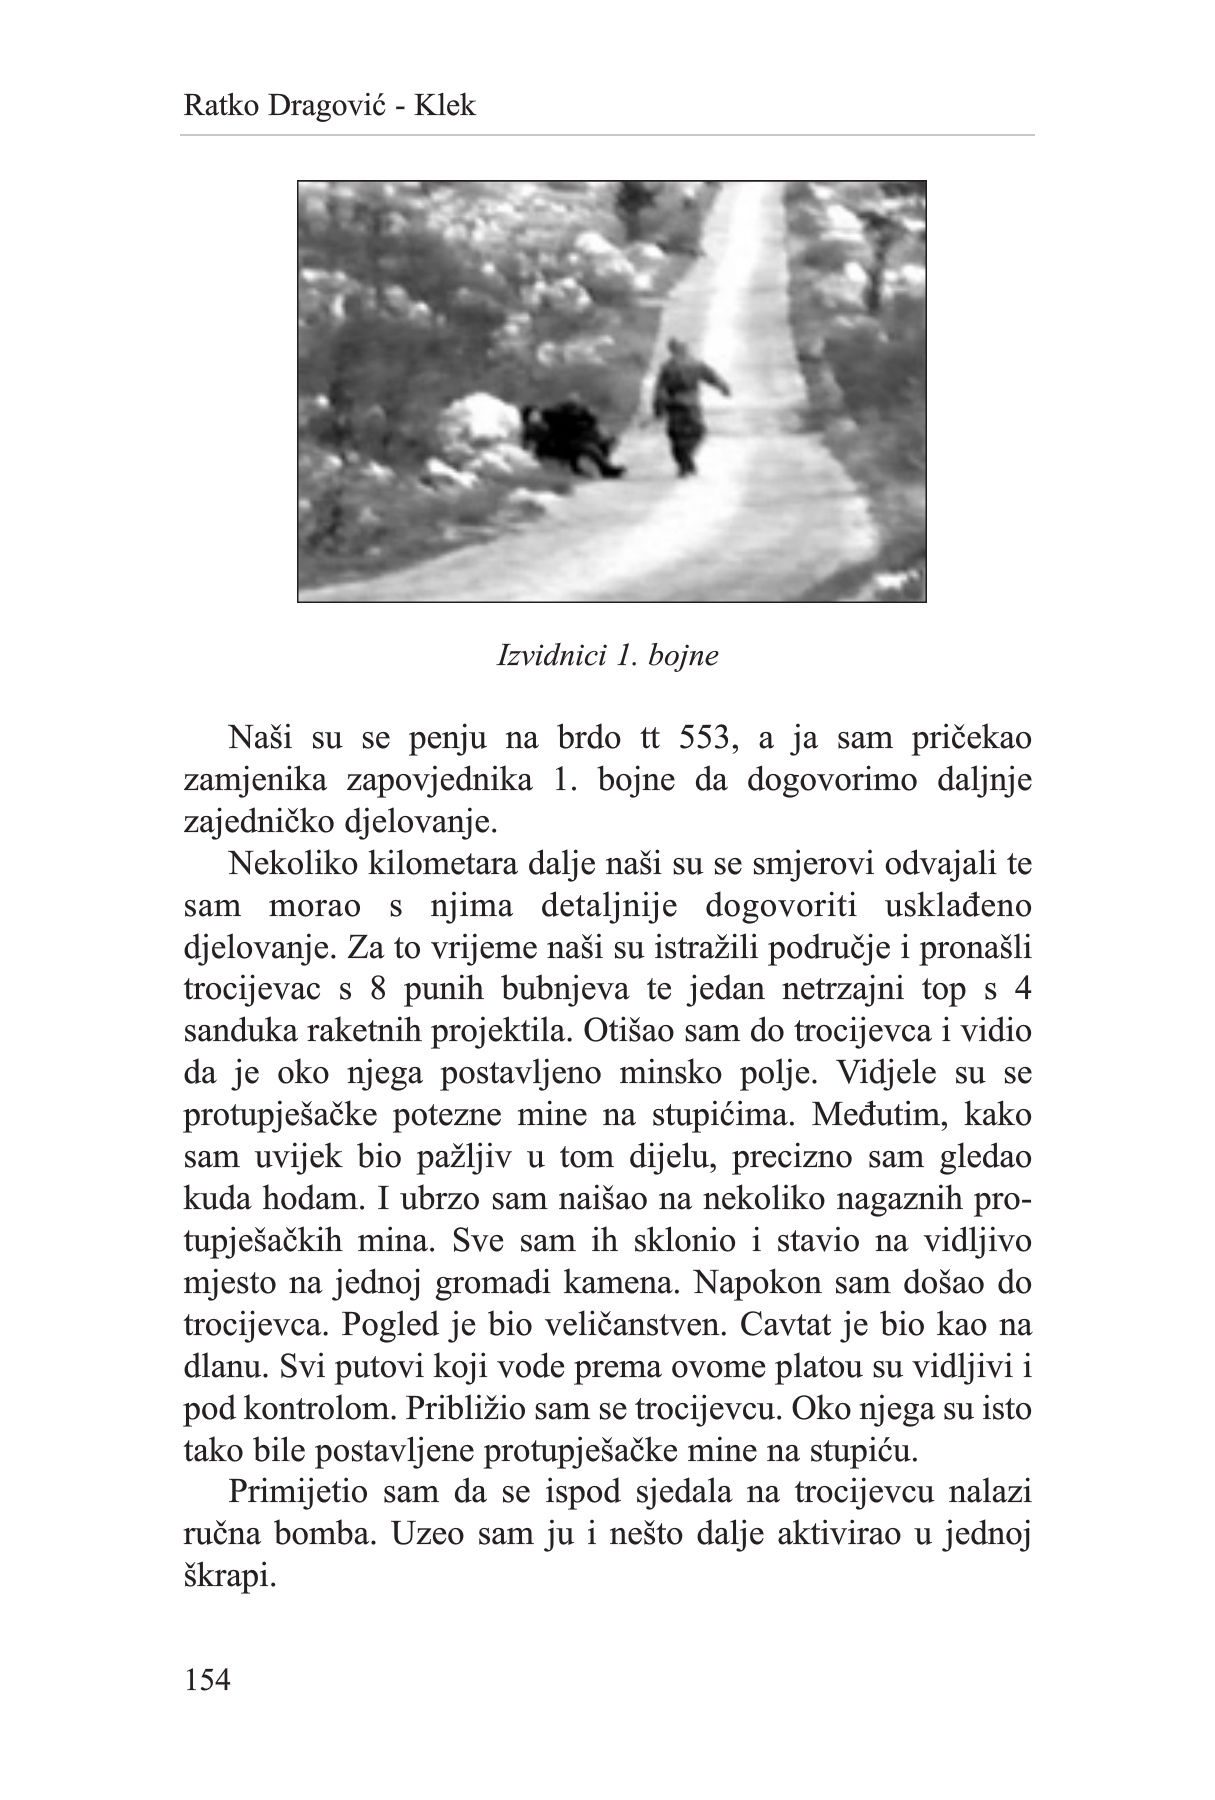 Ratko Dragović - Klek
Izvidnici 1. bojne
Naši su se penju na brdo tt 553, a ja sam pričekao
zamjenika zapovjednika 1. bojne da dogovorimo daljnje
zajedničko djelovanje.
Nekoliko kilometara dalje naši su se smjerovi odvajali te
sam morao s njima detaljnije dogovoriti usklađeno
djelovanje. Za to vrijeme naši su istražili područje i pronašli
trocijevac s 8 punih bubnjeva te jedan netrzajni top s 4
sanduka raketnih projektila. Otišao sam do trocijevca i vidio
da je oko njega postavljeno minsko polje. Vidjele su se
protupješačke potezne mine na stupićima. Međutim, kako
sam uvijek bio pažljiv u tom dijelu, precizno sam gledao
kuda hodam. I ubrzo sam naišao na nekoliko nagaznih pro-
tupješačkih mina. Sve sam ih sklonio i stavio na vidljivo
mjesto na jednoj gromadi kamena. Napokon sam došao do
trocijevca. Pogled je bio veličanstven. Cavtat je bio kao na
dlanu. Svi putovi koji vode prema ovome platou su vidljivi i
pod kontrolom. Približio sam se trocijevcu. Oko njega su isto
tako bile postavljene protupješačke mine na stupiću.
Primijetio sam da se ispod sjedala na trocijevcu nalazi
ručna bomba. Uzeo sam ju i nešto dalje aktivirao u jednoj
škrapi.
154